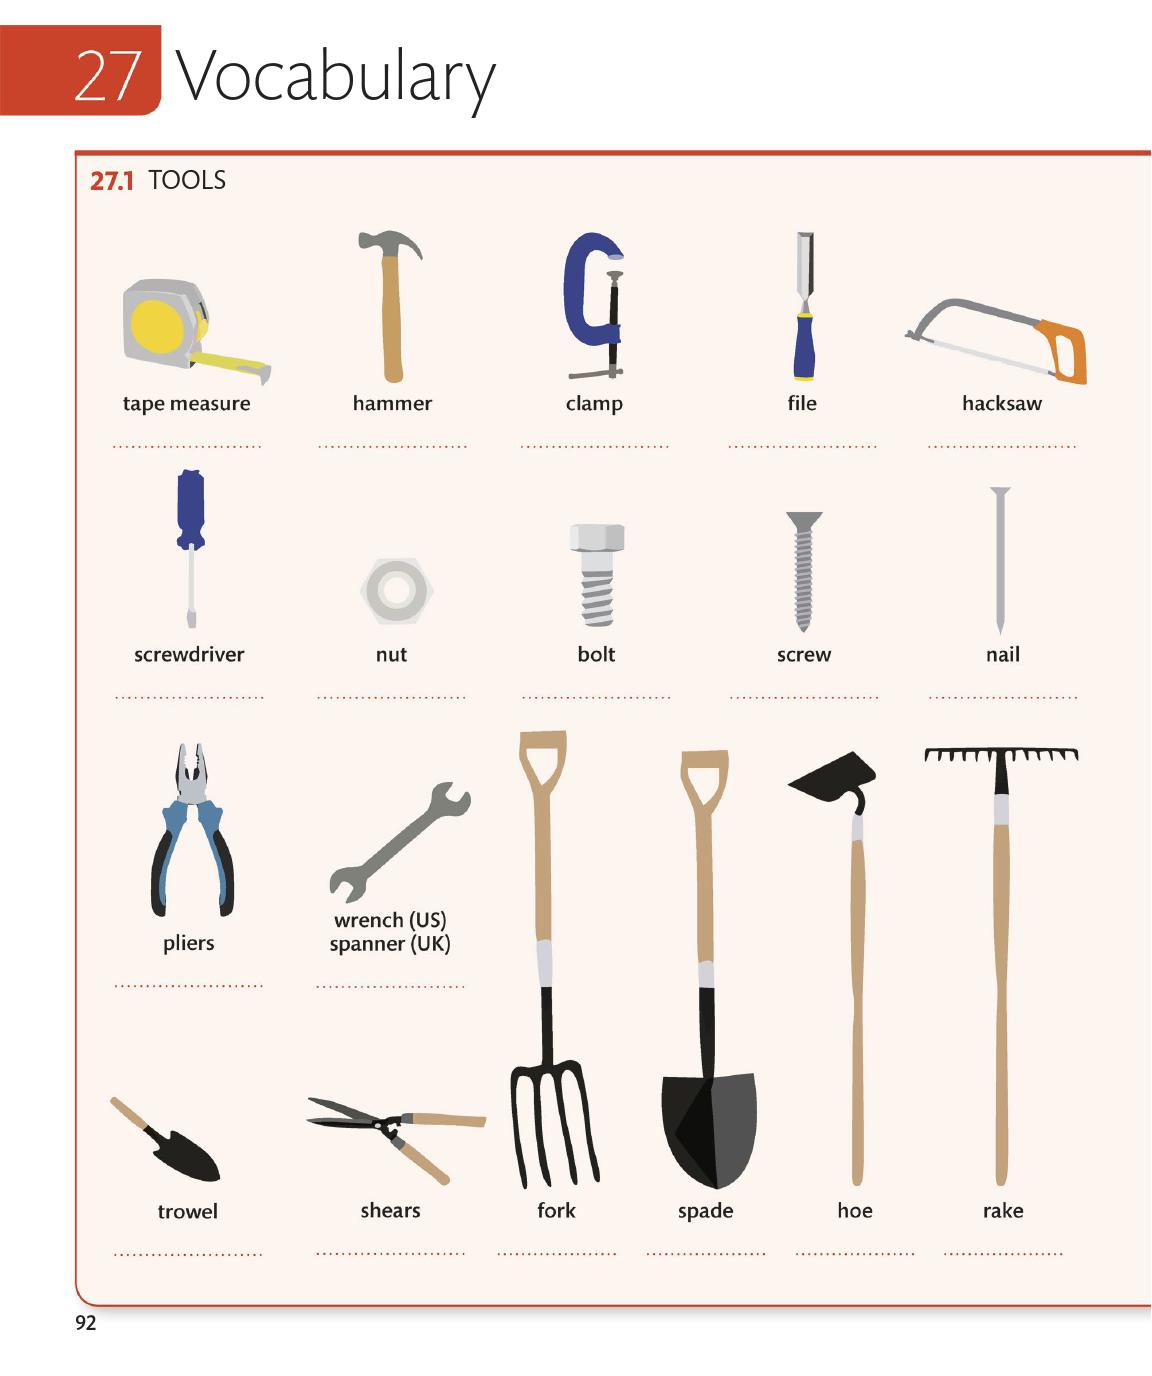 27 Vocabulary
27.1 TOOLS
tape measure
hammer
clamp
file
hacksaw
screwdriver
nut
bolt
screw
nail
pliers
wrench (US)
spanner (UK)
trowel
shears
fork
spade
hoe
rake
92